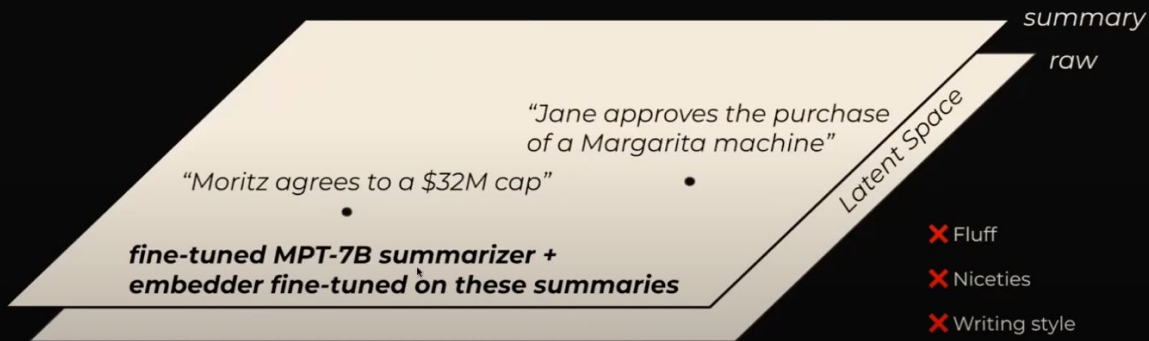 summary
raw
Latent Space
“Jane approves the purchase
of a Margarita machine”
“Moritz agrees to a $32M cap”
fine-tuned MPT-7B summarizer +
embedder fine-tuned on these summaries
❌ Fluff
❌ Niceties
❌ Writing style